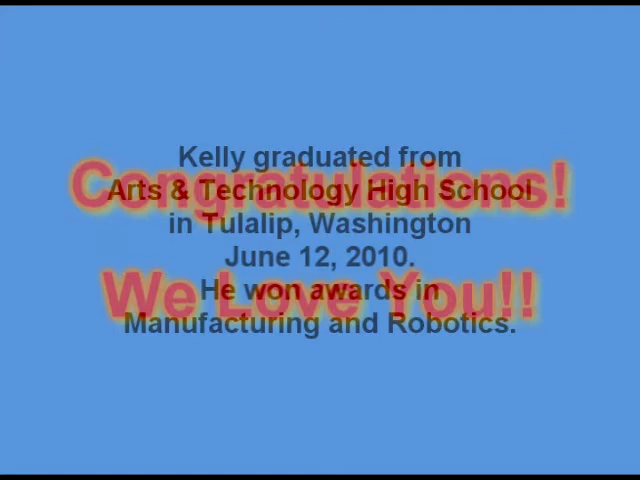 Kelly graduated from
Congratulations!
Arts & Technology High School
in Tulalip, Washington
June 12, 2010.
We Love You!!
He won awards in
Manufacturing and Robotics.